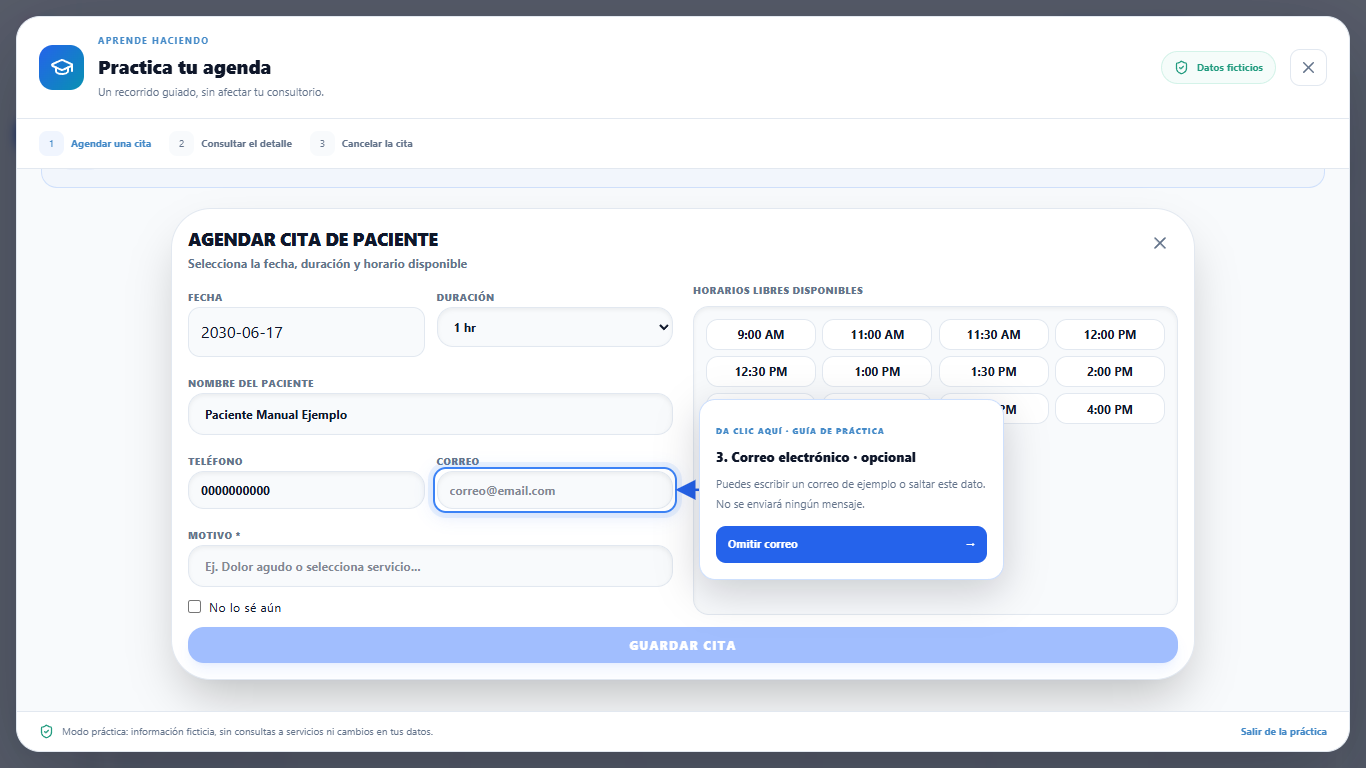 APRENDE HACIENDO
Practica tu agenda
Un recorrido guiado, sin afectar tu consultorio.
Datos ficticios
1 Agendar una cita 2 Consultar el detalle 3 Cancelar la cita
AGENDAR CITA DE PACIENTE
Selecciona la fecha, duración y horario disponible
FECHA
2030-06-17
DURACIÓN
1 hr
NOMBRE DEL PACIENTE
Paciente Manual Ejemplo
TELÉFONO
0000000000
CORREO
correo@email.com
MOTIVO *
Ej. Dolor agudo o selecciona servicio...
No lo sé aún
HORARIOS LIBRES DISPONIBLES
9:00 AM 11:00 AM 11:30 AM 12:00 PM
12:30 PM 1:00 PM 1:30 PM 2:00 PM
PM 4:00 PM
DA CLIC AQUÍ · GUÍA DE PRÁCTICA
3. Correo electrónico · opcional
Puedes escribir un correo de ejemplo o saltar este dato.
No se enviará ningún mensaje.
Omitir correo →
GUARDAR CITA
Modo práctica: información ficticia, sin consultas a servicios ni cambios en tus datos.
Salir de la práctica